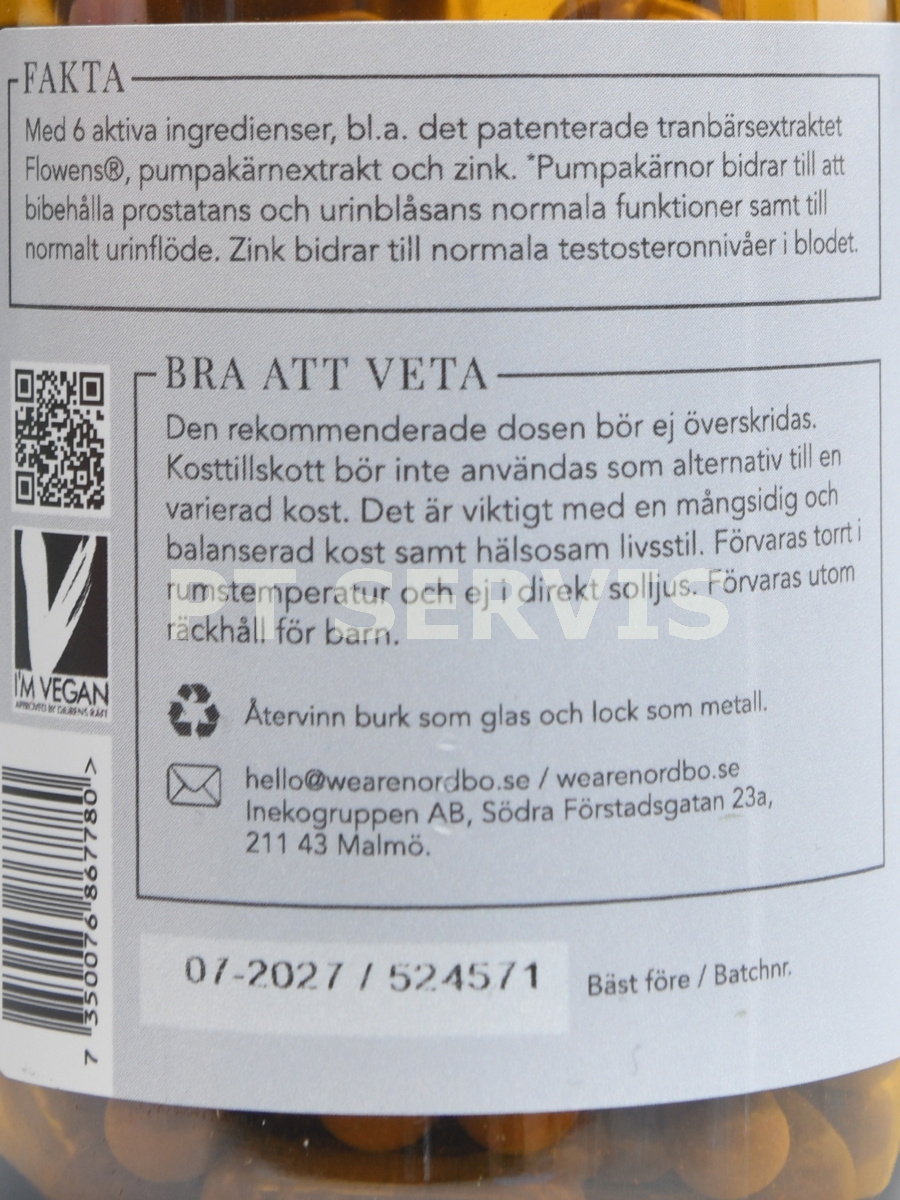 FAKTA
Med 6 aktiva ingredienser, bl.a. det patenterade tranbärsextraktet
Flowens®, pumpakärnextrakt och zink. *Pumpakärnor bidrar till att
bibehålla prostatans och urinblåsans normala funktioner samt till
normalt urinflöde. Zink bidrar till normala testosteronnivåer i blodet.
BRA ATT VETA
Den rekommenderade dosen bör ej överskridas.
Kosttillskott bör inte användas som alternativ till en
varierad kost. Det är viktigt med en mångsidig och
balanserad kost samt hälsosam livsstil. Förvaras torrt i
rumstemperatur och ej i direkt solljus. Förvaras utom
räckhåll för barn.
PT SERVIS
I'M VEGAN
Återvinn burk som glas och lock som metall.
hello@wearenordbo.se / wearenordbo.se
Inekogruppen AB, Södra Förstadsgatan 23a,
211 43 Malmö.
7 350076 867780 >
07-2027 / 524571
Bäst före / Batchnr.